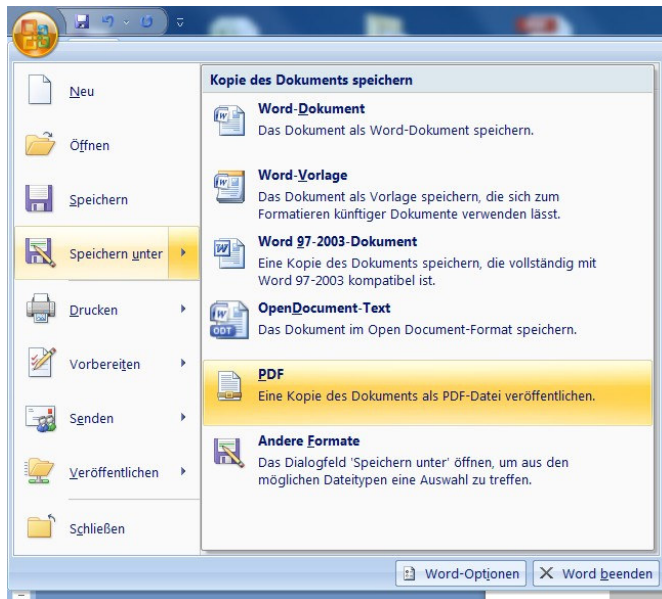 Neu
Öffnen
Speichern
Speichern unter
Drucken
Vorbereiten
Senden
Veröffentlichen
Schließen
Kopie des Dokuments speichern
Word-Dokument
Das Dokument als Word-Dokument speichern.
Word-Vorlage
Das Dokument als Vorlage speichern, die sich zum
Formatieren künftiger Dokumente verwenden lässt.
Word 97-2003-Dokument
Eine Kopie des Dokuments speichern, die vollständig mit
Word 97-2003 kompatibel ist.
OpenDocument-Text
ODT
Das Dokument im Open Document-Format speichern.
PDF
Eine Kopie des Dokuments als PDF-Datei veröffentlichen.
Andere Formate
Das Dialogfeld 'Speichern unter' öffnen, um aus den
möglichen Dateitypen eine Auswahl zu treffen.
Word-Optionen
Word beenden